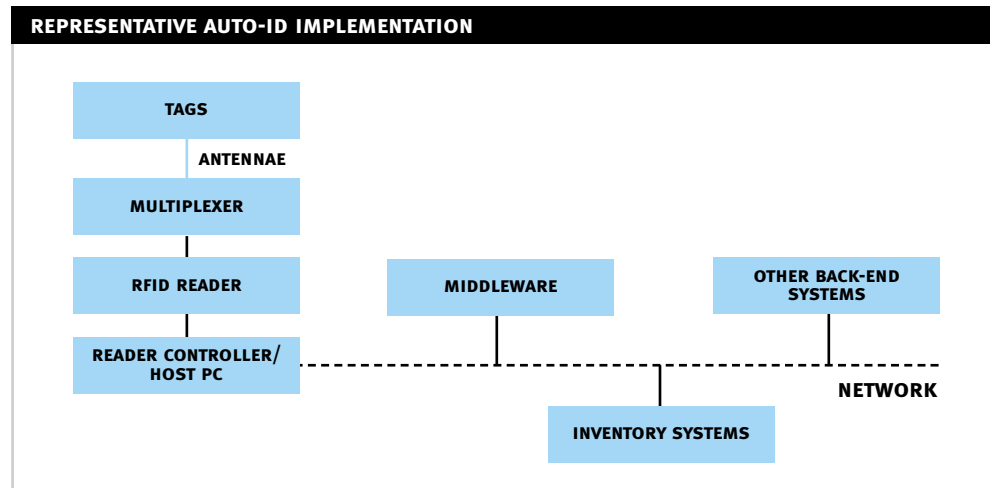 REPRESENTATIVE AUTO-ID IMPLEMENTATION
TAGS
ANTENNAE
MULTIPLEXER
RFID READER
READER CONTROLLER/
HOST PC
MIDDLEWARE
OTHER BACK-END
SYSTEMS
NETWORK
INVENTORY SYSTEMS